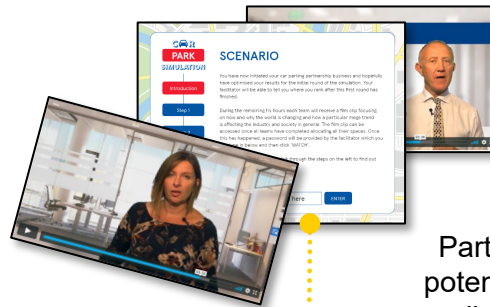 CAR
PARK
SIMULATION
Introduction
Step 1
SCENARIO
You have now initiated your car parking partnership business and hopefully
have optimised your results for the initial round of the simulation. Your
facilitator will be able to tell you where you rank after this first round has
finished.
During the remaining
each team will receive a film clip focusing
on how and why the world is changing and how a particular mega trend
is affecting the industry and society in general. The film clip can be
accessed once all teams have completed allocating all their spaces. Once
this has happened, a password will be provided by the facilitator which you
in below and then click 'WATCH'.
through the steps on the left to find out
here
ENTER
Part
poten